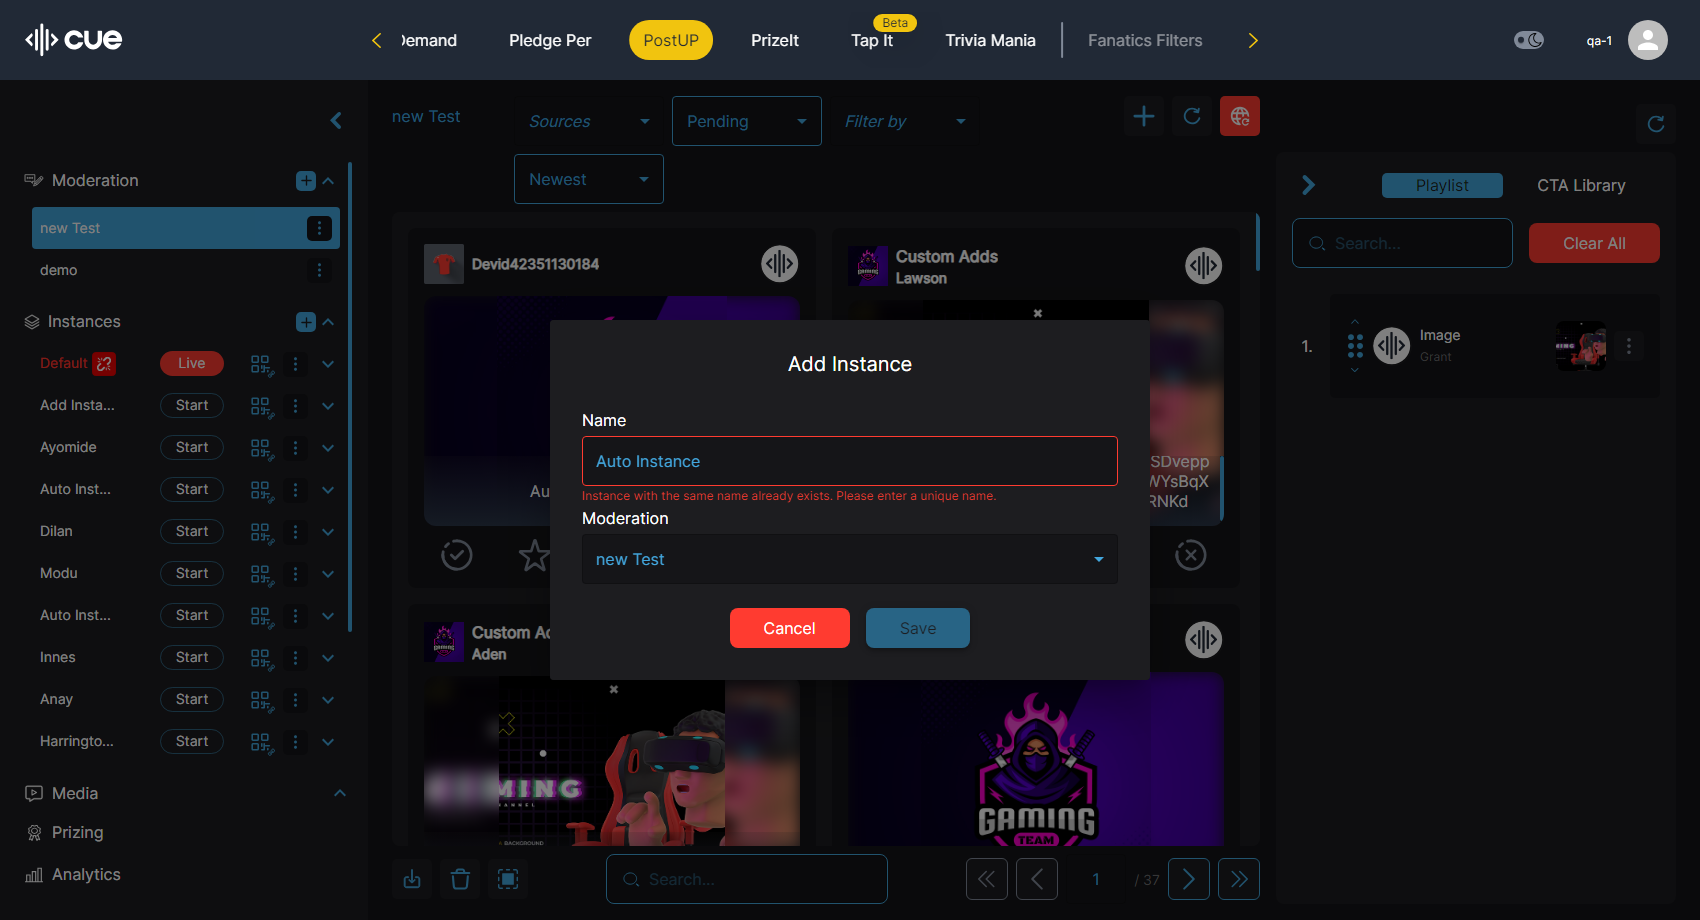 cue
Demand
Pledge Per
PostUP
PrizeIt
Beta
Tap It
Trivia Mania
Fanatics Filters
qa-1
Moderation
new Test
demo
Instances
Default
Live
Add Insta...
Start
Ayomide
Start
Auto Inst...
Start
Dilan
Start
Modu
Start
Auto Inst...
Start
Innes
Start
Anay
Start
Harringto...
Start
Media
Prizing
Analytics
new Test
Sources
Pending
Filter by
Newest
Devid42351130184
Custom Adds
Lawson
Au
SDvepp
WYsBqX
RNKd
Add Instance
Name
Auto Instance
Instance with the same name already exists. Please enter a unique name.
Moderation
new Test
Cancel
Save
Custom Ad
Aden
GAMING
TEAM
BACKGROUND
Search...
1
/ 37
Playlist
CTA Library
Search...
Clear All
1.
Image
Grant